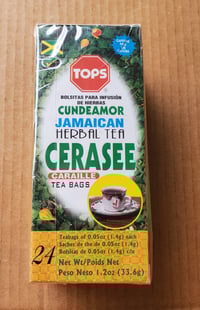 TOPS
BOLSITAS PARA INFUSIÓN
DE HIERBAS
CUNDEAMOR
JAMAICAN
HERBAL TEA
CERASEE
CARAILLE
TEA BAGS
24
Teabags of 0.05oz (1.4g) each
Sachet de the de 0.05oz (1.4g)
Bolsitas de 0.05oz (1.4g) c/u
Net Wt/Poids Net
Peso Neto 1.2oz (33.6g)